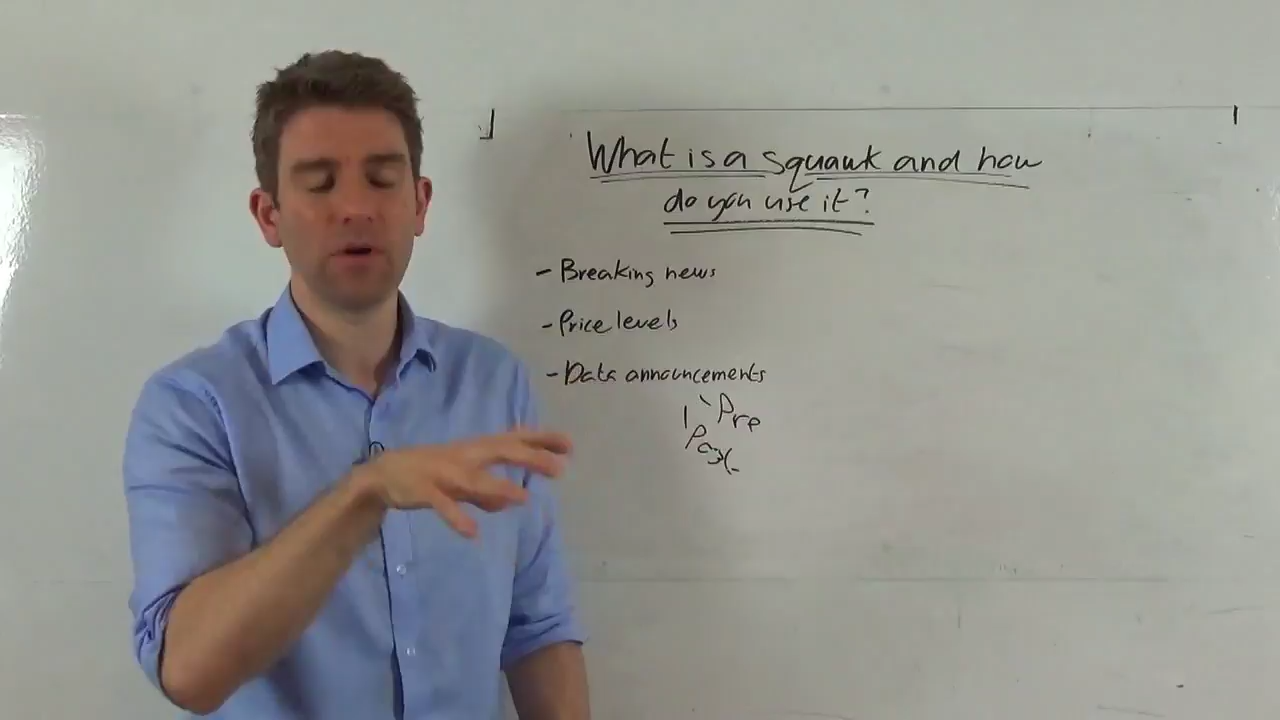 What is a squawk and how
do you use it?
- Breaking news
- Price levels
- Data announcements
Pre
Post